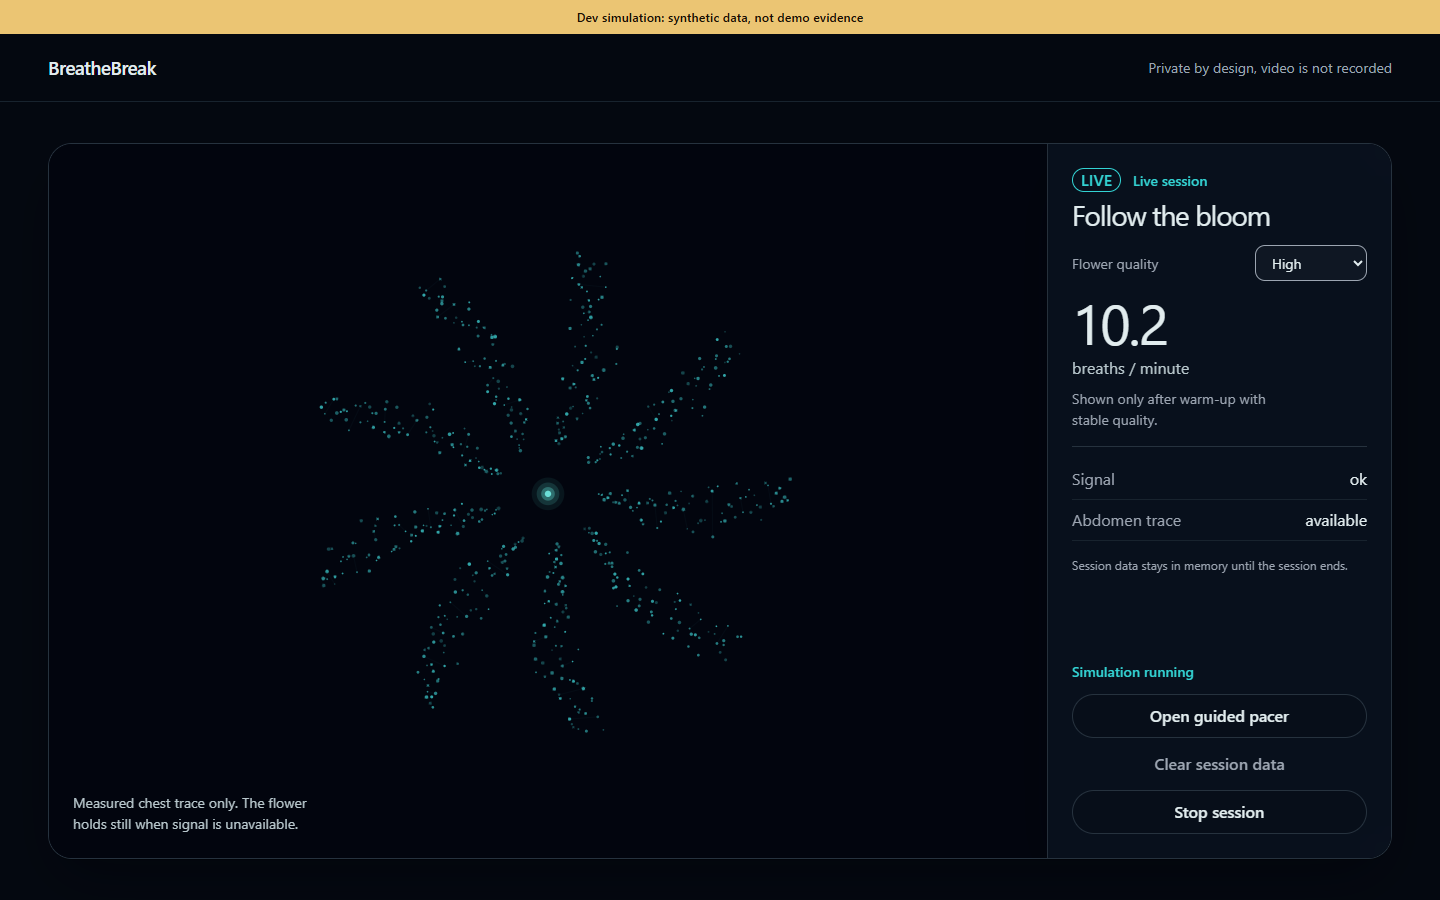 Dev simulation: synthetic data, not demo evidence
BreatheBreak
Private by design, video is not recorded
LIVE Live session
Follow the bloom
Flower quality High
10.2
breaths / minute
Shown only after warm-up with
stable quality.
Signal ok
Abdomen trace available
Session data stays in memory until the session ends.
Simulation running
Open guided pacer
Clear session data
Stop session
Measured chest trace only. The flower
holds still when signal is unavailable.